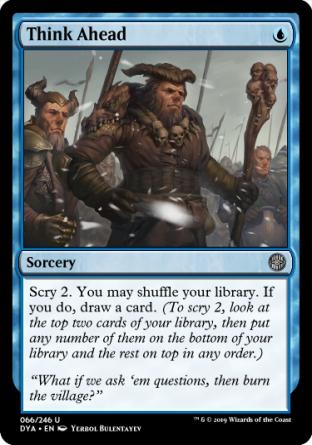 Think Ahead
Sorcery
Scry 2. You may shuffle your library. If
you do, draw a card. (To scry 2, look at
the top two cards of your library, then put
any number of them on the bottom of your
library and the rest on top in any order.)
“What if we ask ‘em questions, then burn
the village?”
066/246 U
DYA • EN Yerbol Bulentayev
™ & © 2019 Wizards of the Coast